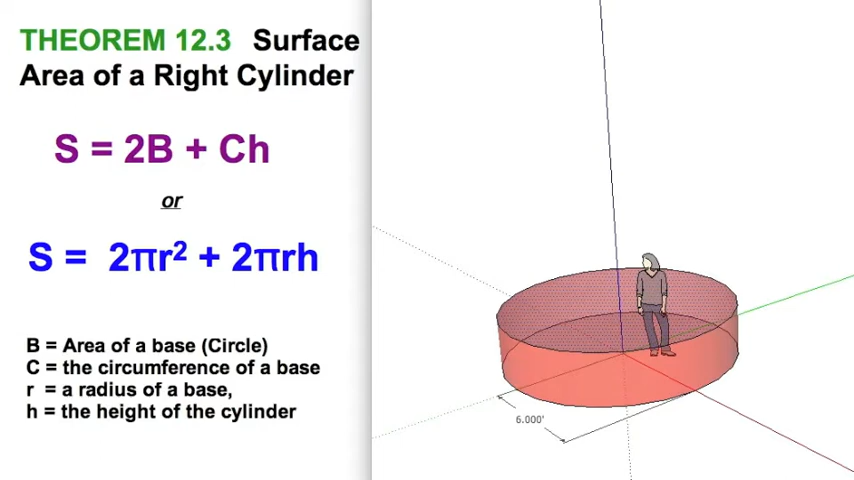 THEOREM 12.3 Surface
Area of a Right Cylinder
S = 2B + Ch
or
S = 2πr² + 2πrh
B = Area of a base (Circle)
C = the circumference of a base
r = a radius of a base,
h = the height of the cylinder
6.000'